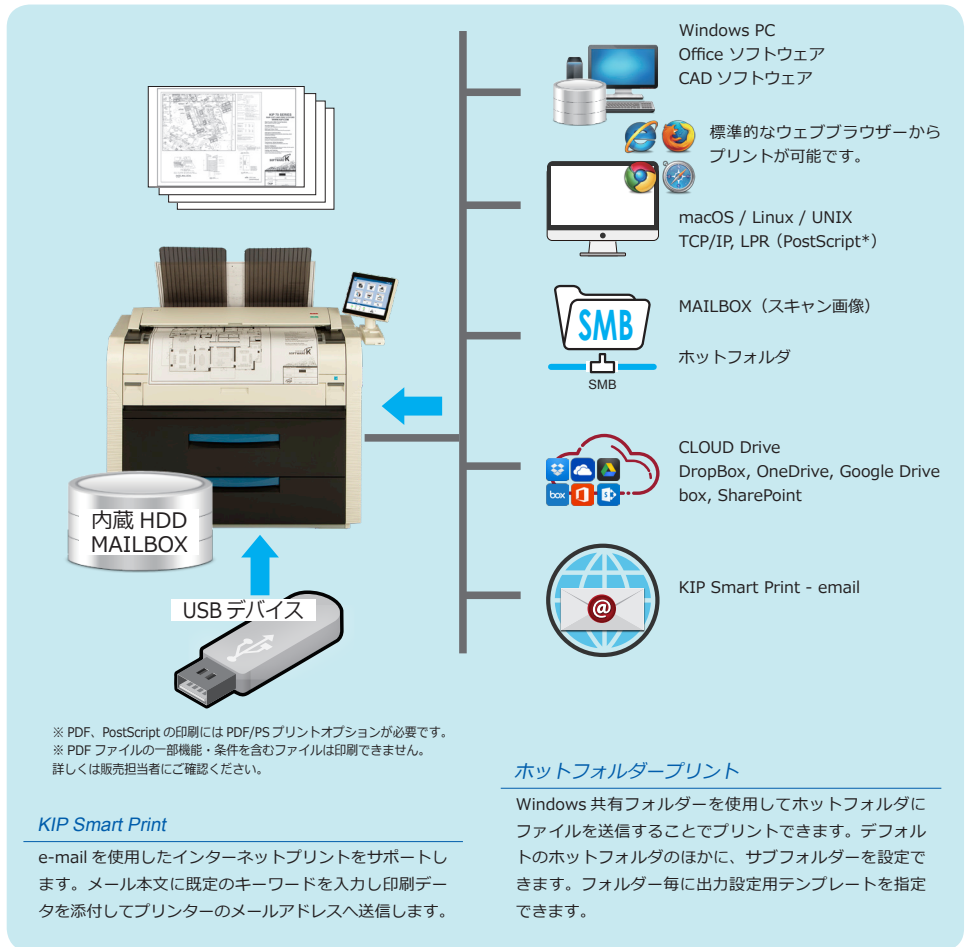 Windows PC
Office ソフトウェア
CAD ソフトウェア
標準的なウェブブラウザーから
プリントが可能です。
macOS / Linux / UNIX
TCP/IP, LPR（PostScript*）
SMB
SMB
MAILBOX（スキャン画像）
ホットフォルダ
CLOUD Drive
DropBox, OneDrive, Google Drive
box, SharePoint
box
@
KIP Smart Print - email
内蔵 HDD
MAILBOX
USB デバイス
※ PDF、PostScript の印刷には PDF/PS プリントオプションが必要です。
※ PDF ファイルの一部機能・条件を含むファイルは印刷できません。
詳しくは販売担当者にご確認ください。
KIP Smart Print
e-mail を使用したインターネットプリントをサポートし
ます。メール本文に既定のキーワードを入力し印刷デー
タを添付してプリンターのメールアドレスへ送信します。
ホットフォルダープリント
Windows 共有フォルダーを使用してホットフォルダに
ファイルを送信することでプリントできます。デフォル
トのホットフォルダのほかに、サブフォルダーを設定で
きます。フォルダー毎に出力設定用テンプレートを指定
できます。